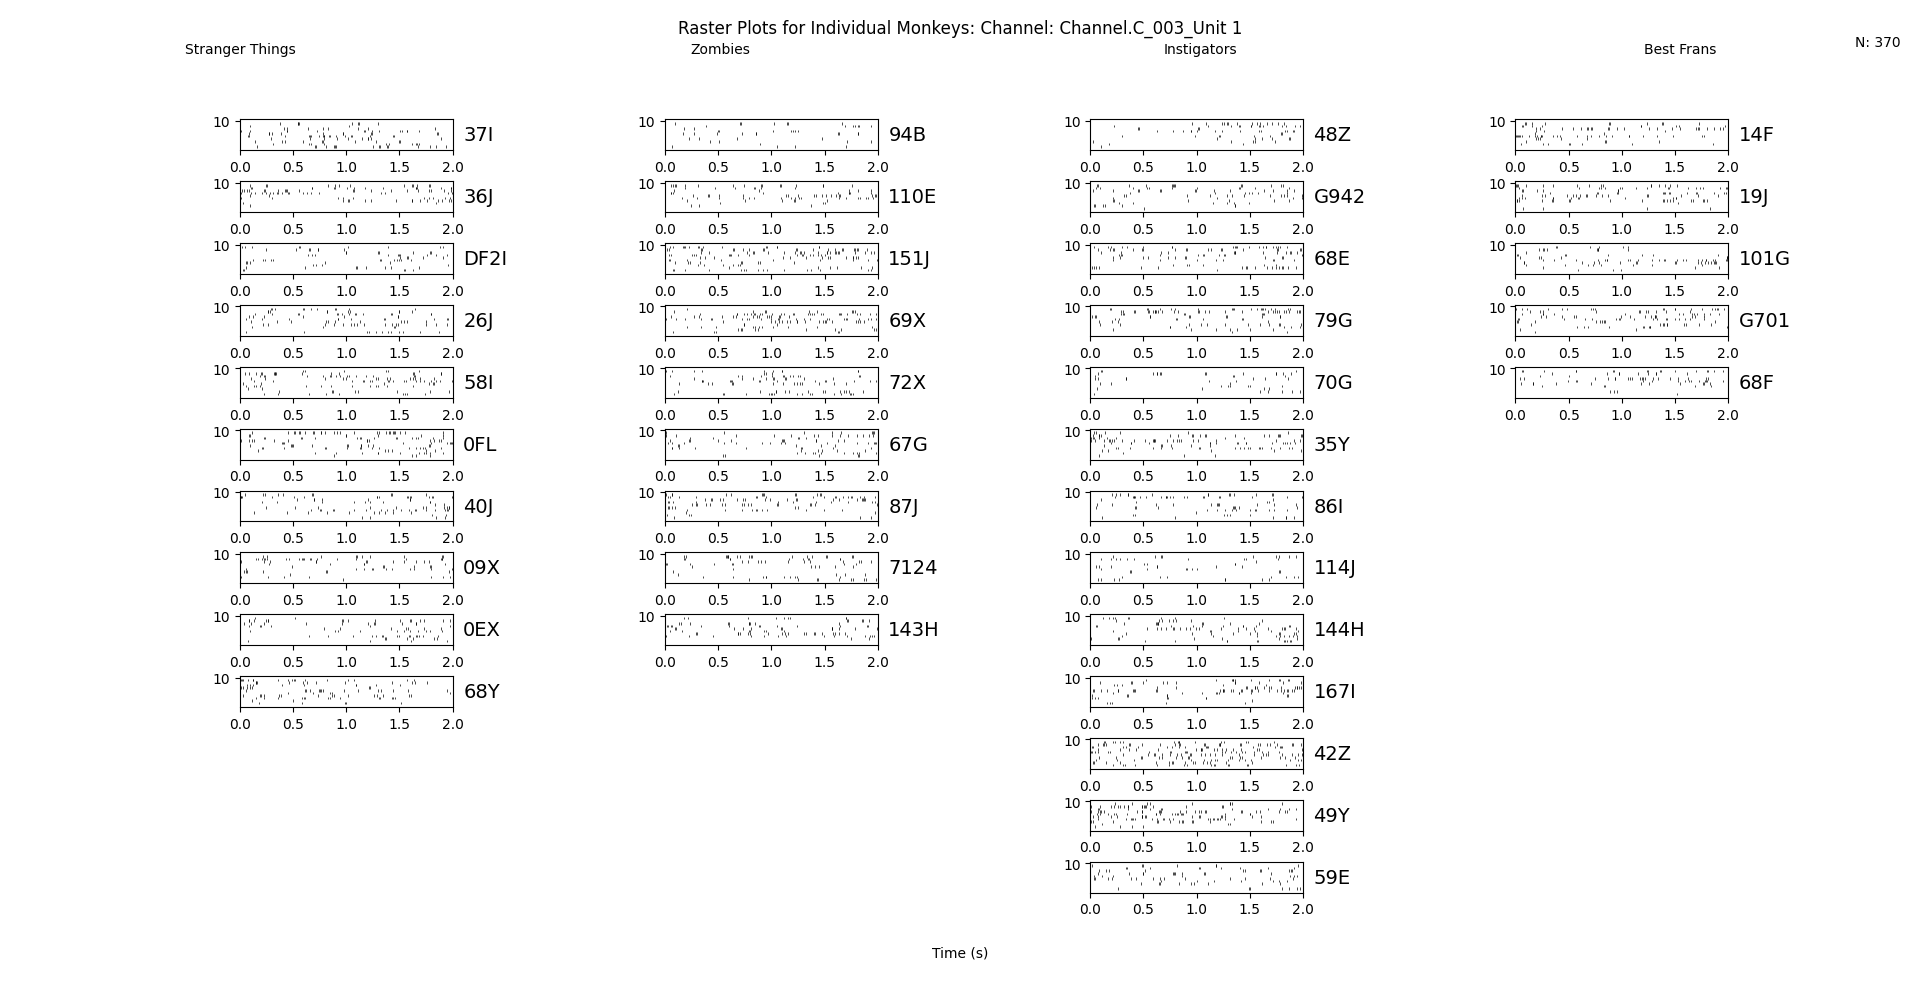 Raster Plots for Individual Monkeys: Channel: Channel.C_003_Unit 1
Stranger Things Zombies Instigators Best Frans N: 370
10 37I 10 94B 10 48Z 10 14F
0.0 0.5 1.0 1.5 2.0 0.0 0.5 1.0 1.5 2.0 0.0 0.5 1.0 1.5 2.0 0.0 0.5 1.0 1.5 2.0
10 36J 10 110E 10 G942 10 19J
0.0 0.5 1.0 1.5 2.0 0.0 0.5 1.0 1.5 2.0 0.0 0.5 1.0 1.5 2.0 0.0 0.5 1.0 1.5 2.0
10 DF2I 10 151J 10 68E 10 101G
0.0 0.5 1.0 1.5 2.0 0.0 0.5 1.0 1.5 2.0 0.0 0.5 1.0 1.5 2.0 0.0 0.5 1.0 1.5 2.0
10 26J 10 69X 10 79G 10 G701
0.0 0.5 1.0 1.5 2.0 0.0 0.5 1.0 1.5 2.0 0.0 0.5 1.0 1.5 2.0 0.0 0.5 1.0 1.5 2.0
10 58I 10 72X 10 70G 10 68F
0.0 0.5 1.0 1.5 2.0 0.0 0.5 1.0 1.5 2.0 0.0 0.5 1.0 1.5 2.0 0.0 0.5 1.0 1.5 2.0
10 0FL 10 67G 10 35Y
0.0 0.5 1.0 1.5 2.0 0.0 0.5 1.0 1.5 2.0 0.0 0.5 1.0 1.5 2.0
10 40J 10 87J 10 86I
0.0 0.5 1.0 1.5 2.0 0.0 0.5 1.0 1.5 2.0 0.0 0.5 1.0 1.5 2.0
10 09X 10 7124 10 114J
0.0 0.5 1.0 1.5 2.0 0.0 0.5 1.0 1.5 2.0 0.0 0.5 1.0 1.5 2.0
10 0EX 10 143H 10 144H
0.0 0.5 1.0 1.5 2.0 0.0 0.5 1.0 1.5 2.0 0.0 0.5 1.0 1.5 2.0
10 68Y 10 167I
0.0 0.5 1.0 1.5 2.0 0.0 0.5 1.0 1.5 2.0
10 42Z
0.0 0.5 1.0 1.5 2.0
10 49Y
0.0 0.5 1.0 1.5 2.0
10 59E
0.0 0.5 1.0 1.5 2.0
Time (s)